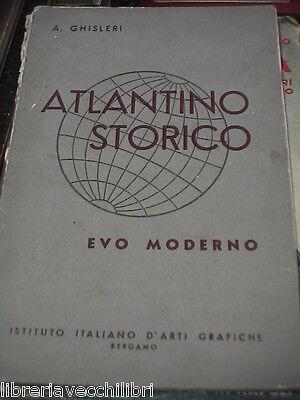 A. GHISLERI
ATLANTINO
STORICO
EVO MODERNO
ISTITUTO ITALIANO D'ARTI GRAFICHE
BERGAMO
libreriavecchilibri